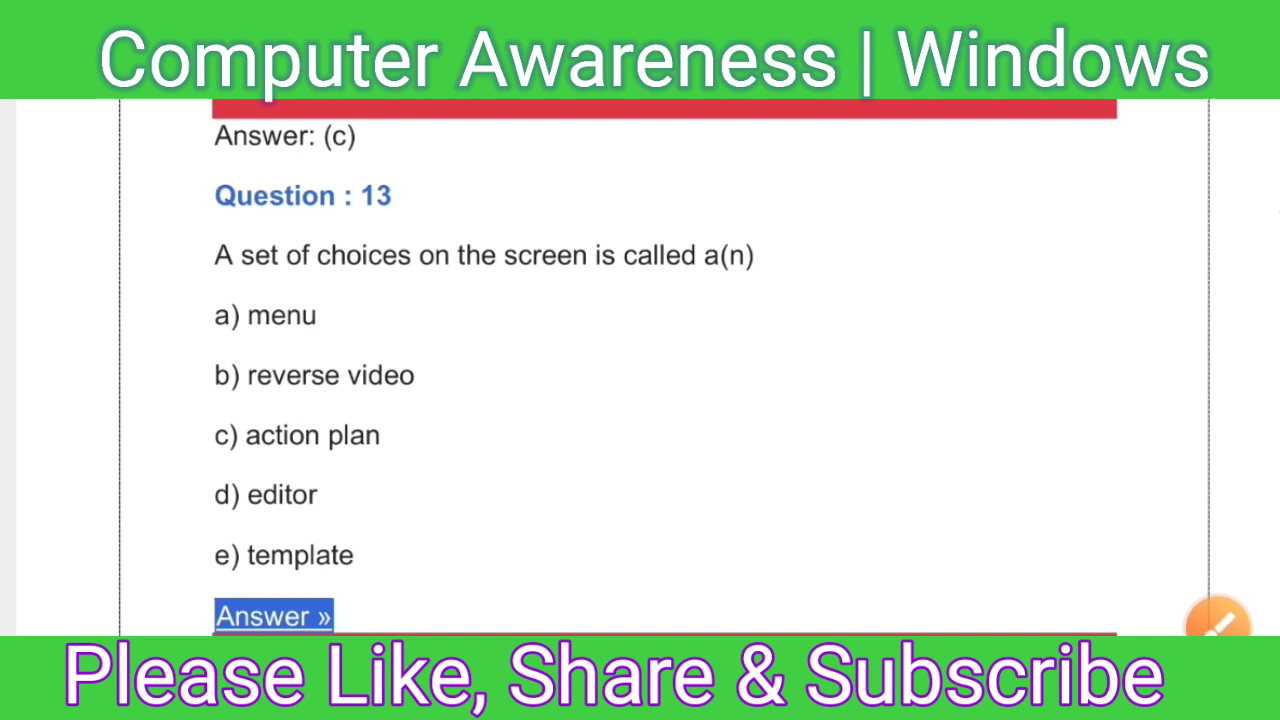 Computer Awareness | Windows
Answer: (c)
Question : 13
A set of choices on the screen is called a(n)
a) menu
b) reverse video
c) action plan
d) editor
e) template
Answer »
Please Like, Share & Subscribe